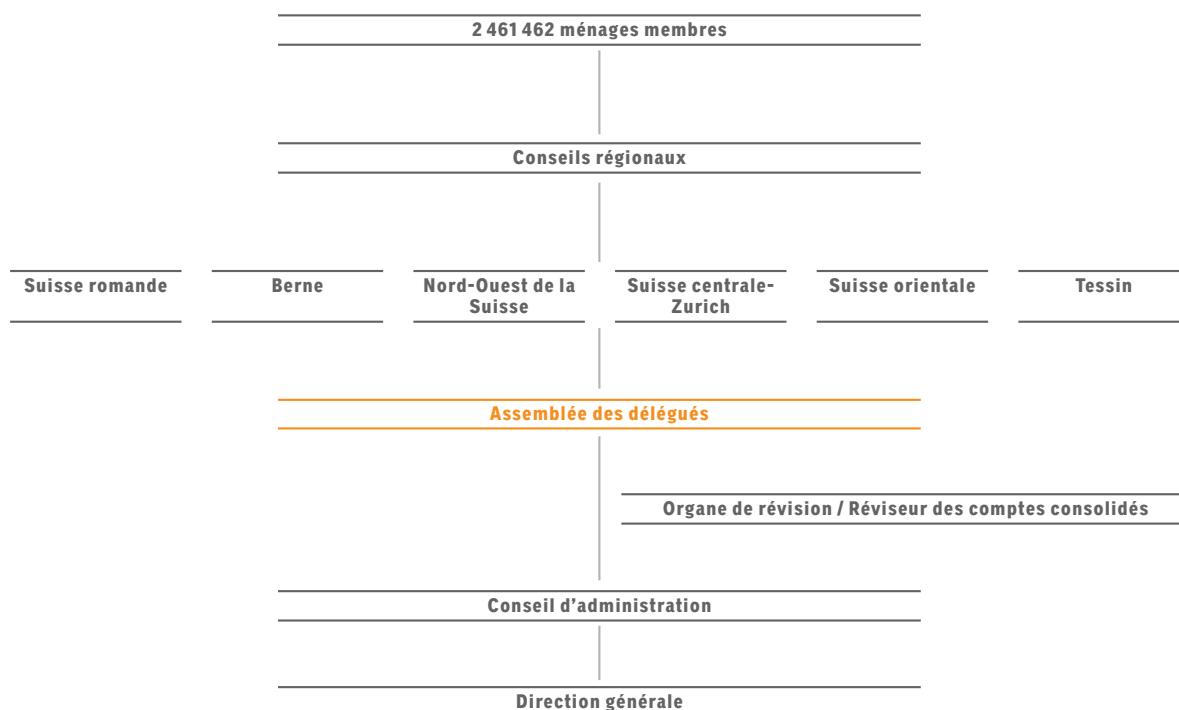 2 461 462 ménages membres
Conseils régionaux
Suisse romande
Berne
Nord-Ouest de la
Suisse
Suisse centrale-
Zurich
Suisse orientale
Tessin
Assemblée des délégués
Organe de révision / Réviseur des comptes consolidés
Conseil d’administration
Direction générale